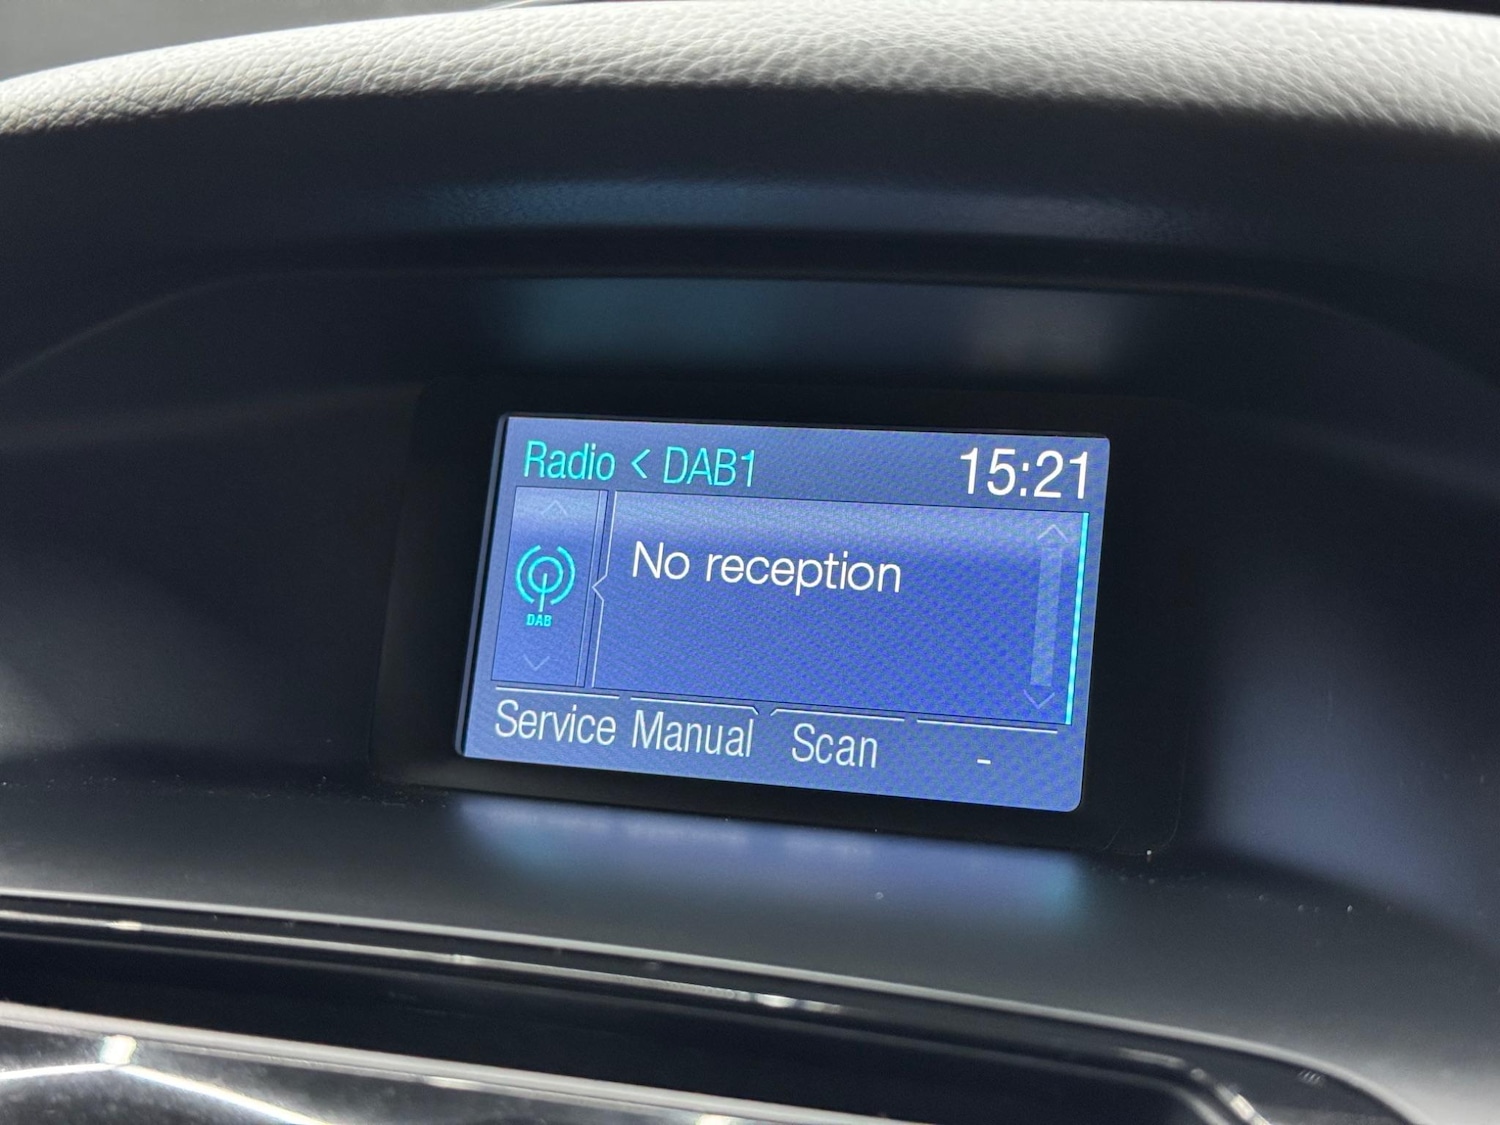 Radio < DAB1 15:21
No reception
DAB
Service Manual Scan -